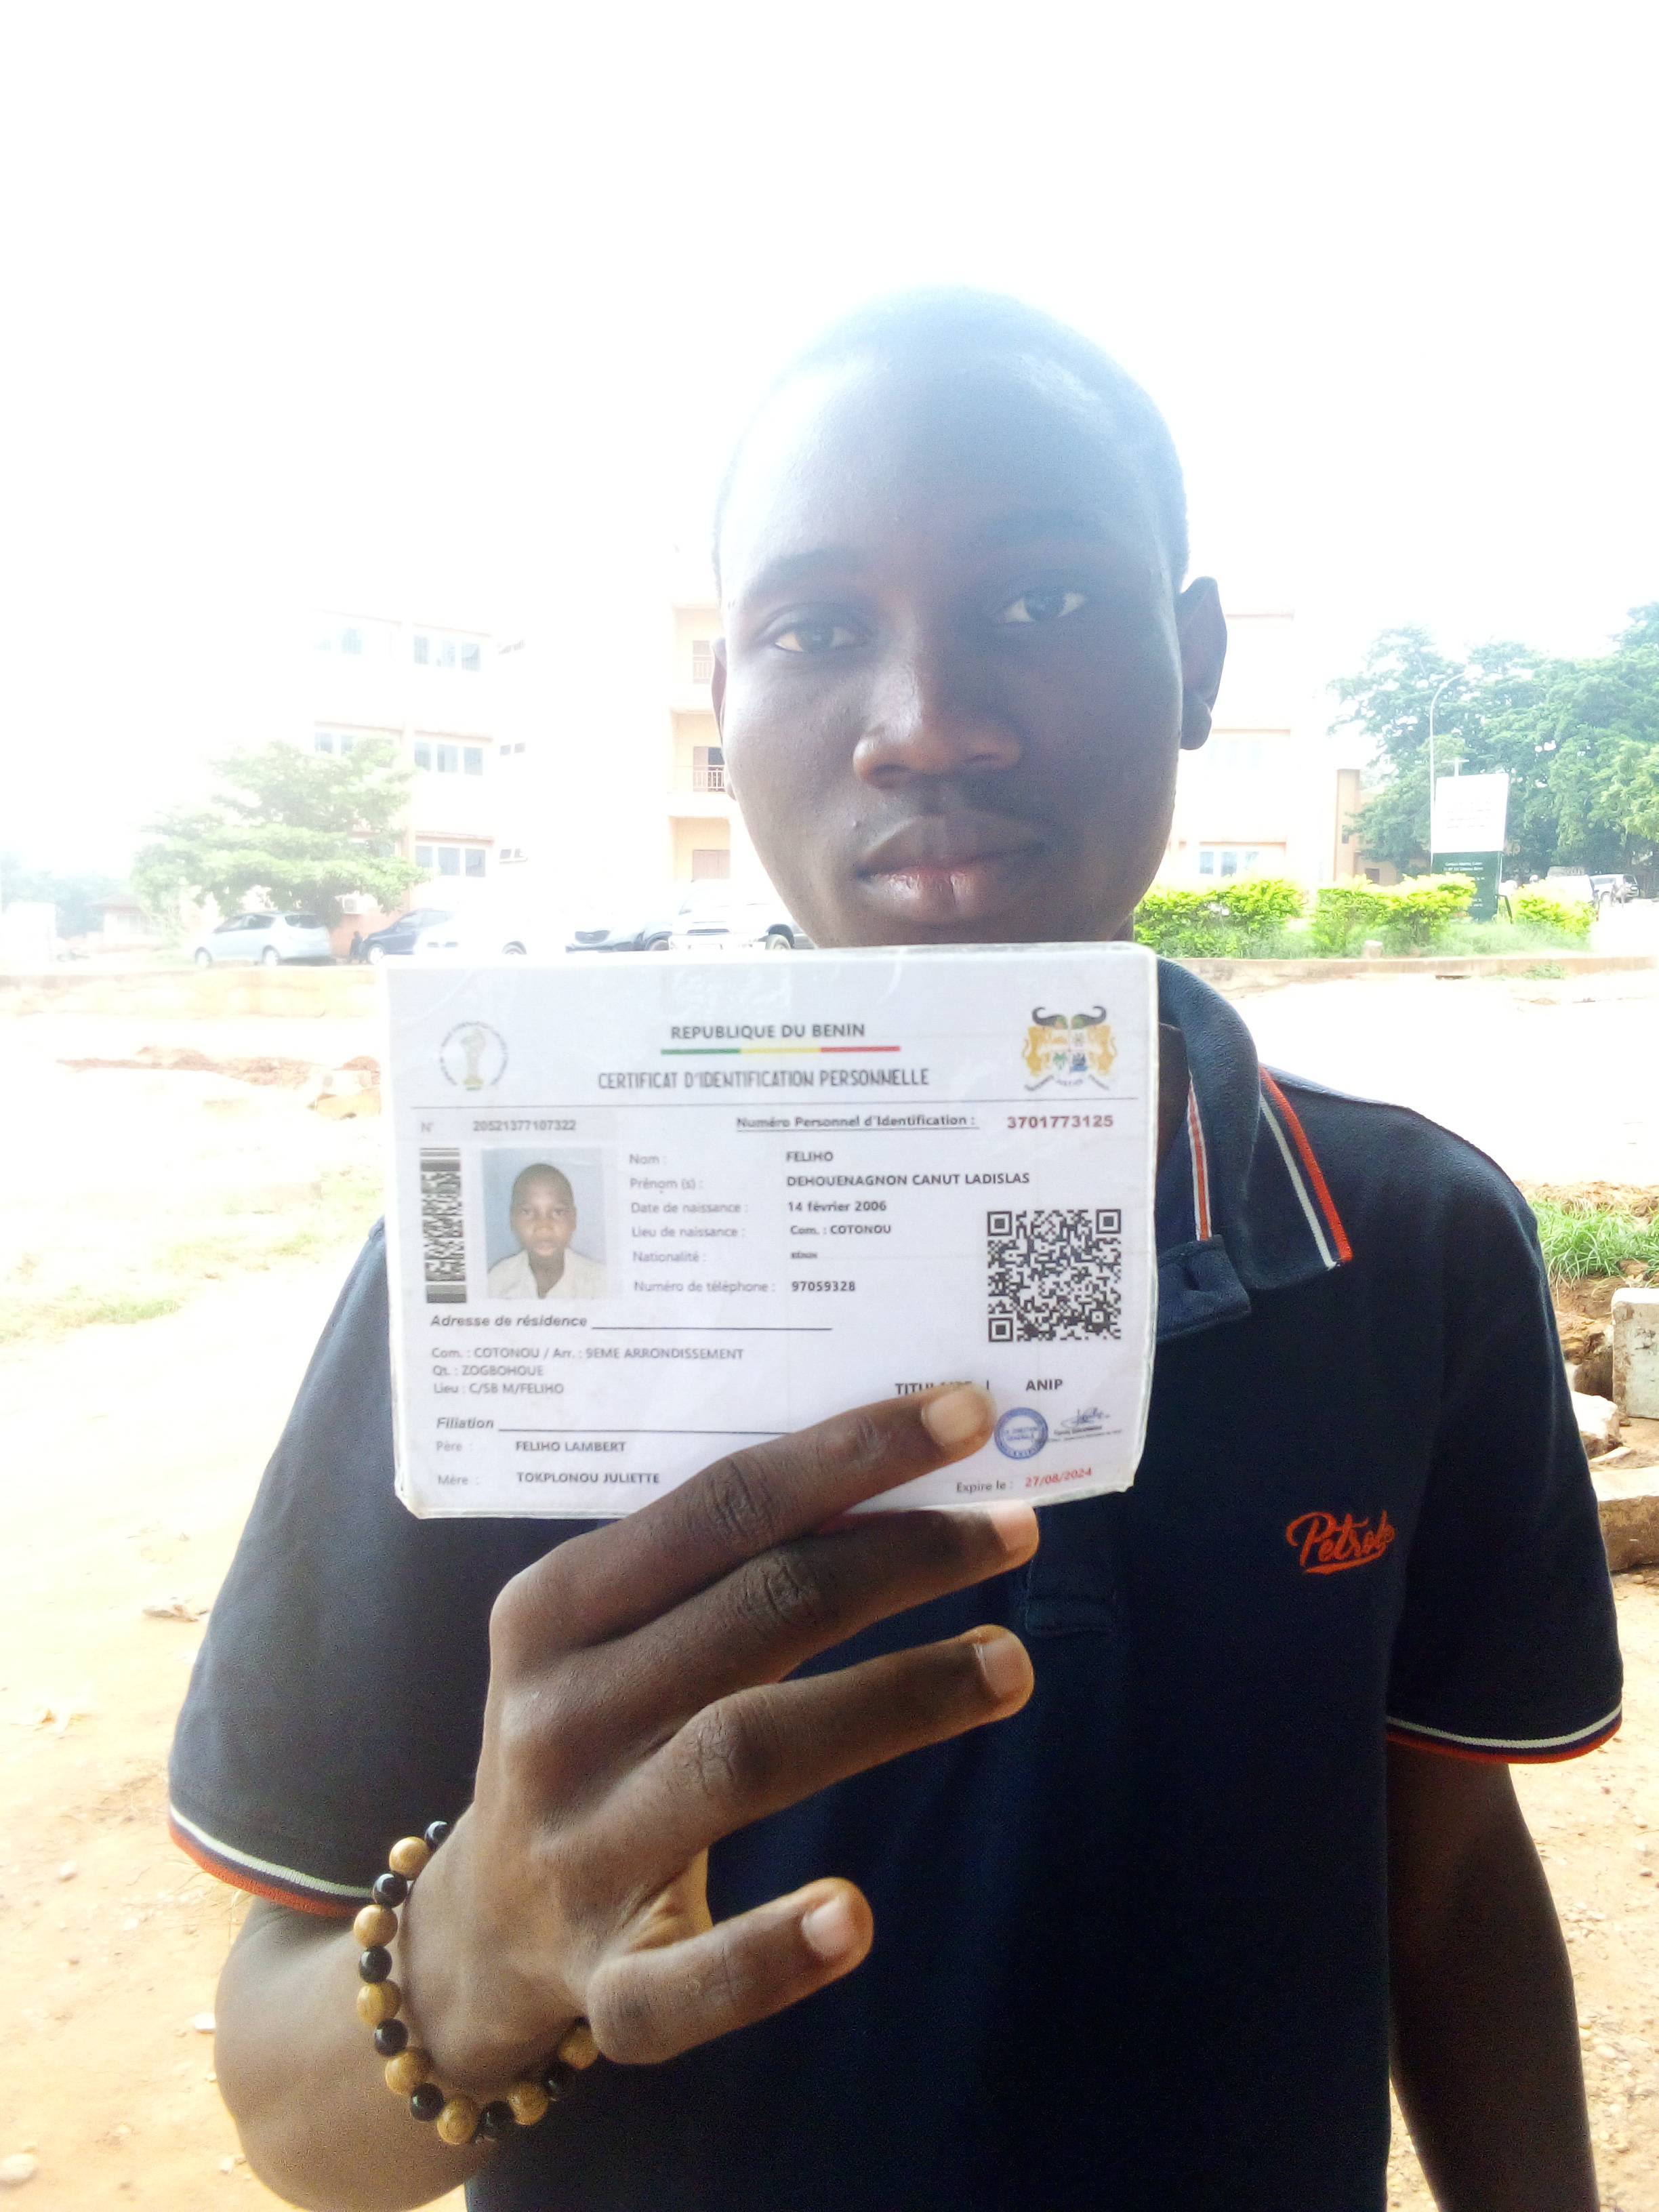 REPUBLIQUE DU BENIN
CERTIFICAT D'IDENTIFICATION PERSONNELLE
N° 20521377107322 Numéro Personnel d'Identification : 3701773125
Nom : FELIHO
Prénom (s) : DEHOUENAGNON CANUT LADISLAS
Date de naissance : 14 février 2006
Lieu de naissance : Com. : COTONOU
Nationalité : BÉNIN
Numéro de téléphone : 97059328
Adresse de résidence
Com. : COTONOU / Arr. : 9EME ARRONDISSEMENT
Qt. : ZOGBOHOUE
Lieu : C/SB M/FELIHO
ANIP
Filiation
Père : FELIHO LAMBERT
Mère : TOKPLONOU JULIETTE
Expire le : 27/08/2024
Petrol